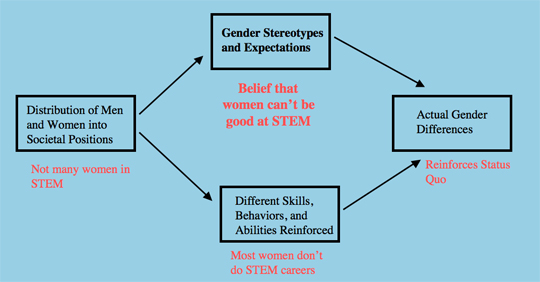 Gender Stereotypes
and Expectations
Belief that
women can't be
good at STEM
Distribution of Men
and Women into
Societal Positions
Not many women in
STEM
Actual Gender
Differences
Reinforces Status
Quo
Different Skills,
Behaviors, and
Abilities Reinforced
Most women don't
do STEM careers